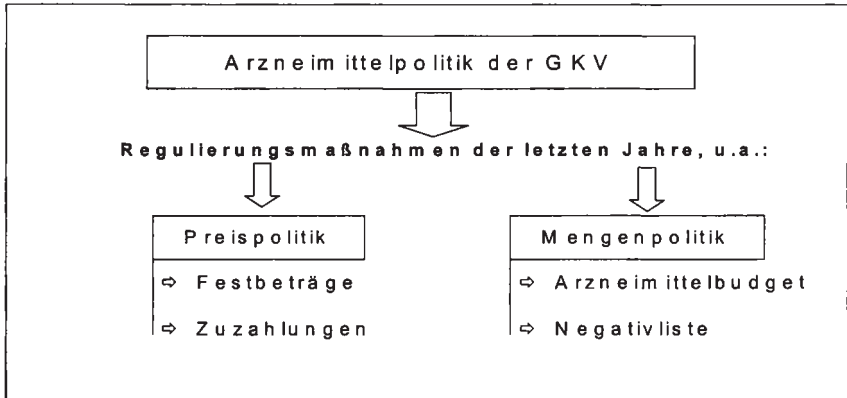 Arzneimittelpolitik der GKV
Regulierungsmaßnahmen der letzten Jahre, u.a.:
Preispolitik
⇨ Festbeträge
⇨ Zuzahlungen
Mengenpolitik
⇨ Arzneimittelbudget
⇨ Negativliste